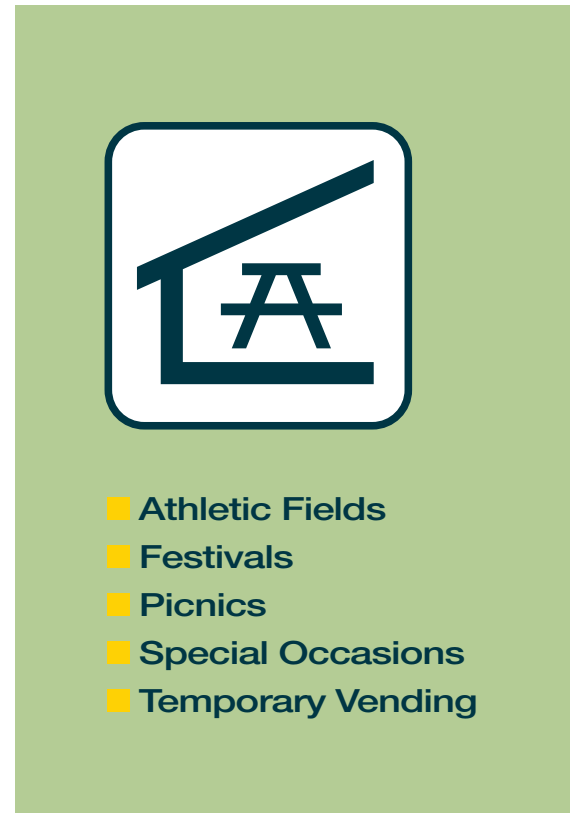 Athletic Fields
Festivals
Picnics
Special Occasions
Temporary Vending